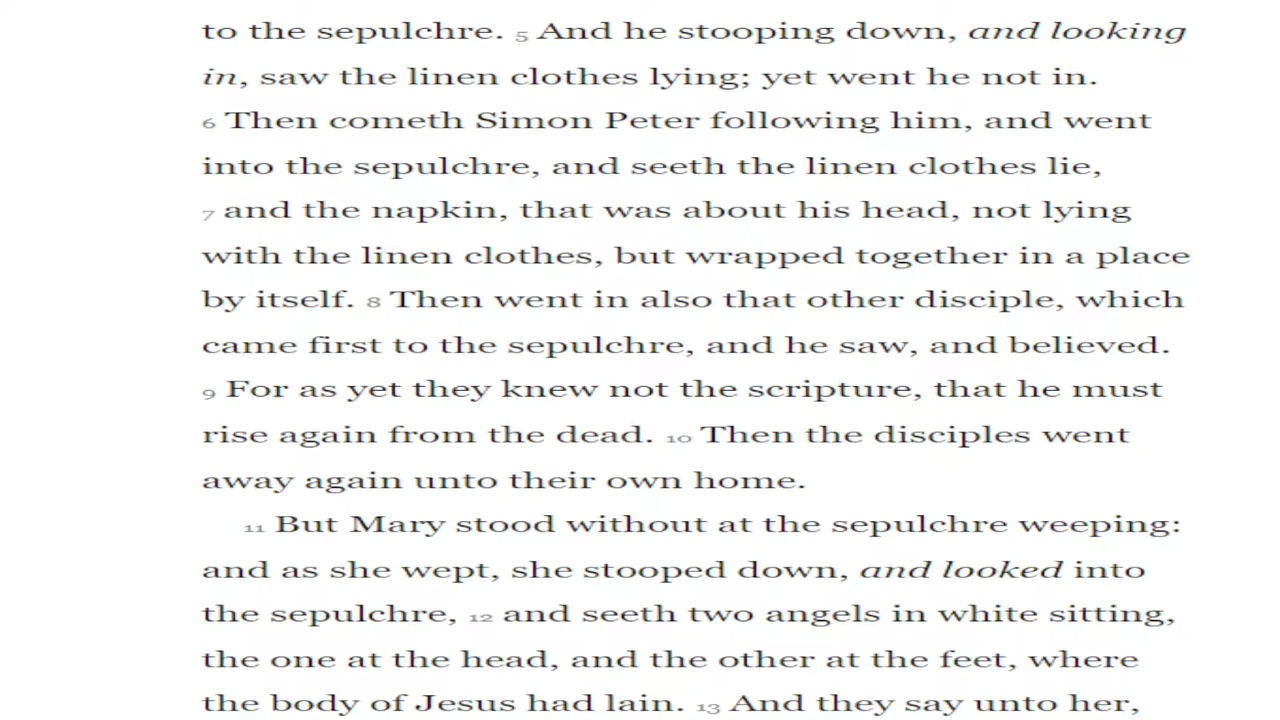 to the sepulchre. 5 And he stooping down, and looking
in, saw the linen clothes lying; yet went he not in.
6 Then cometh Simon Peter following him, and went
into the sepulchre, and seeth the linen clothes lie,
7 and the napkin, that was about his head, not lying
with the linen clothes, but wrapped together in a place
by itself. 8 Then went in also that other disciple, which
came first to the sepulchre, and he saw, and believed.
9 For as yet they knew not the scripture, that he must
rise again from the dead. 10 Then the disciples went
away again unto their own home.
11 But Mary stood without at the sepulchre weeping:
and as she wept, she stooped down, and looked into
the sepulchre, 12 and seeth two angels in white sitting,
the one at the head, and the other at the feet, where
the body of Jesus had lain. 13 And they say unto her,